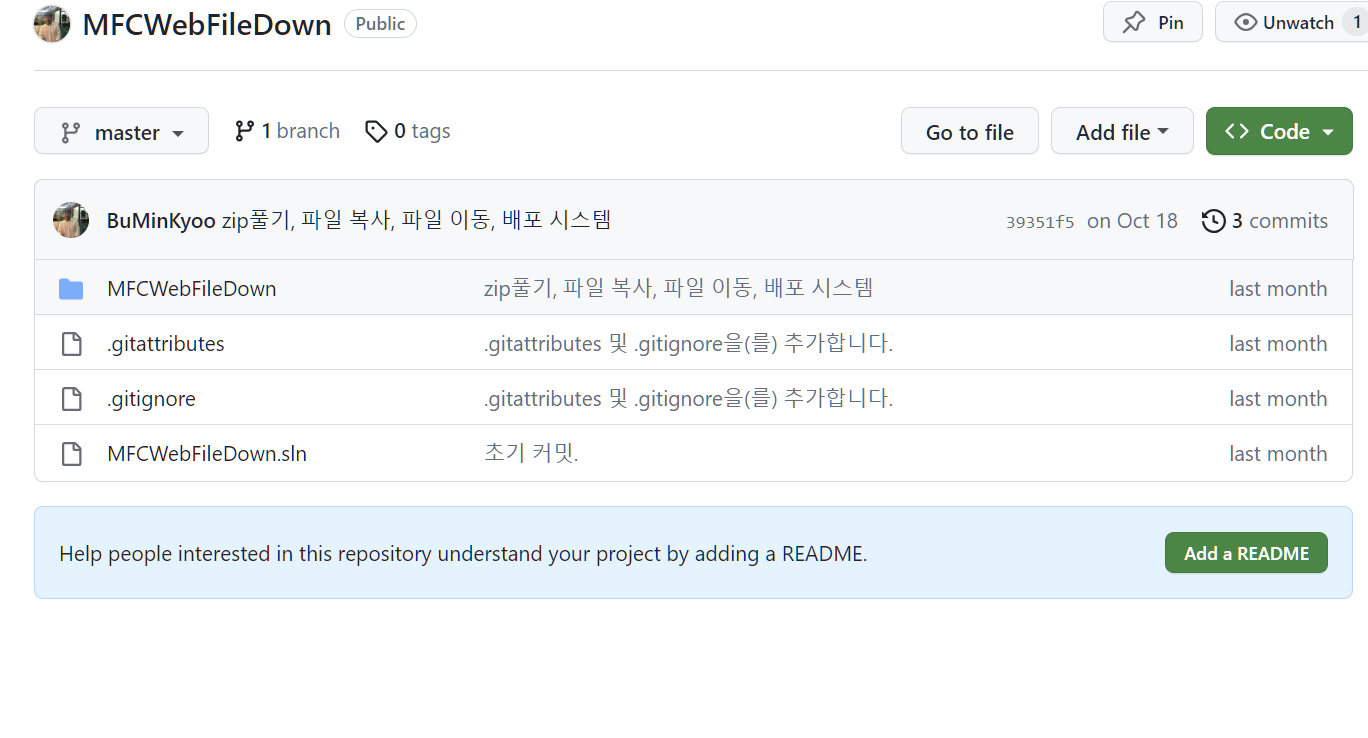 MFCWebFileDown Public Pin Unwatch 1
master 1 branch 0 tags Go to file Add file Code
BuMinKyoo zip풀기, 파일 복사, 파일 이동, 배포 시스템 39351f5 on Oct 18 3 commits
MFCWebFileDown zip풀기, 파일 복사, 파일 이동, 배포 시스템 last month
.gitattributes .gitattributes 및 .gitignore을(를) 추가합니다. last month
.gitignore .gitattributes 및 .gitignore을(를) 추가합니다. last month
MFCWebFileDown.sln 초기 커밋. last month
Help people interested in this repository understand your project by adding a README. Add a README